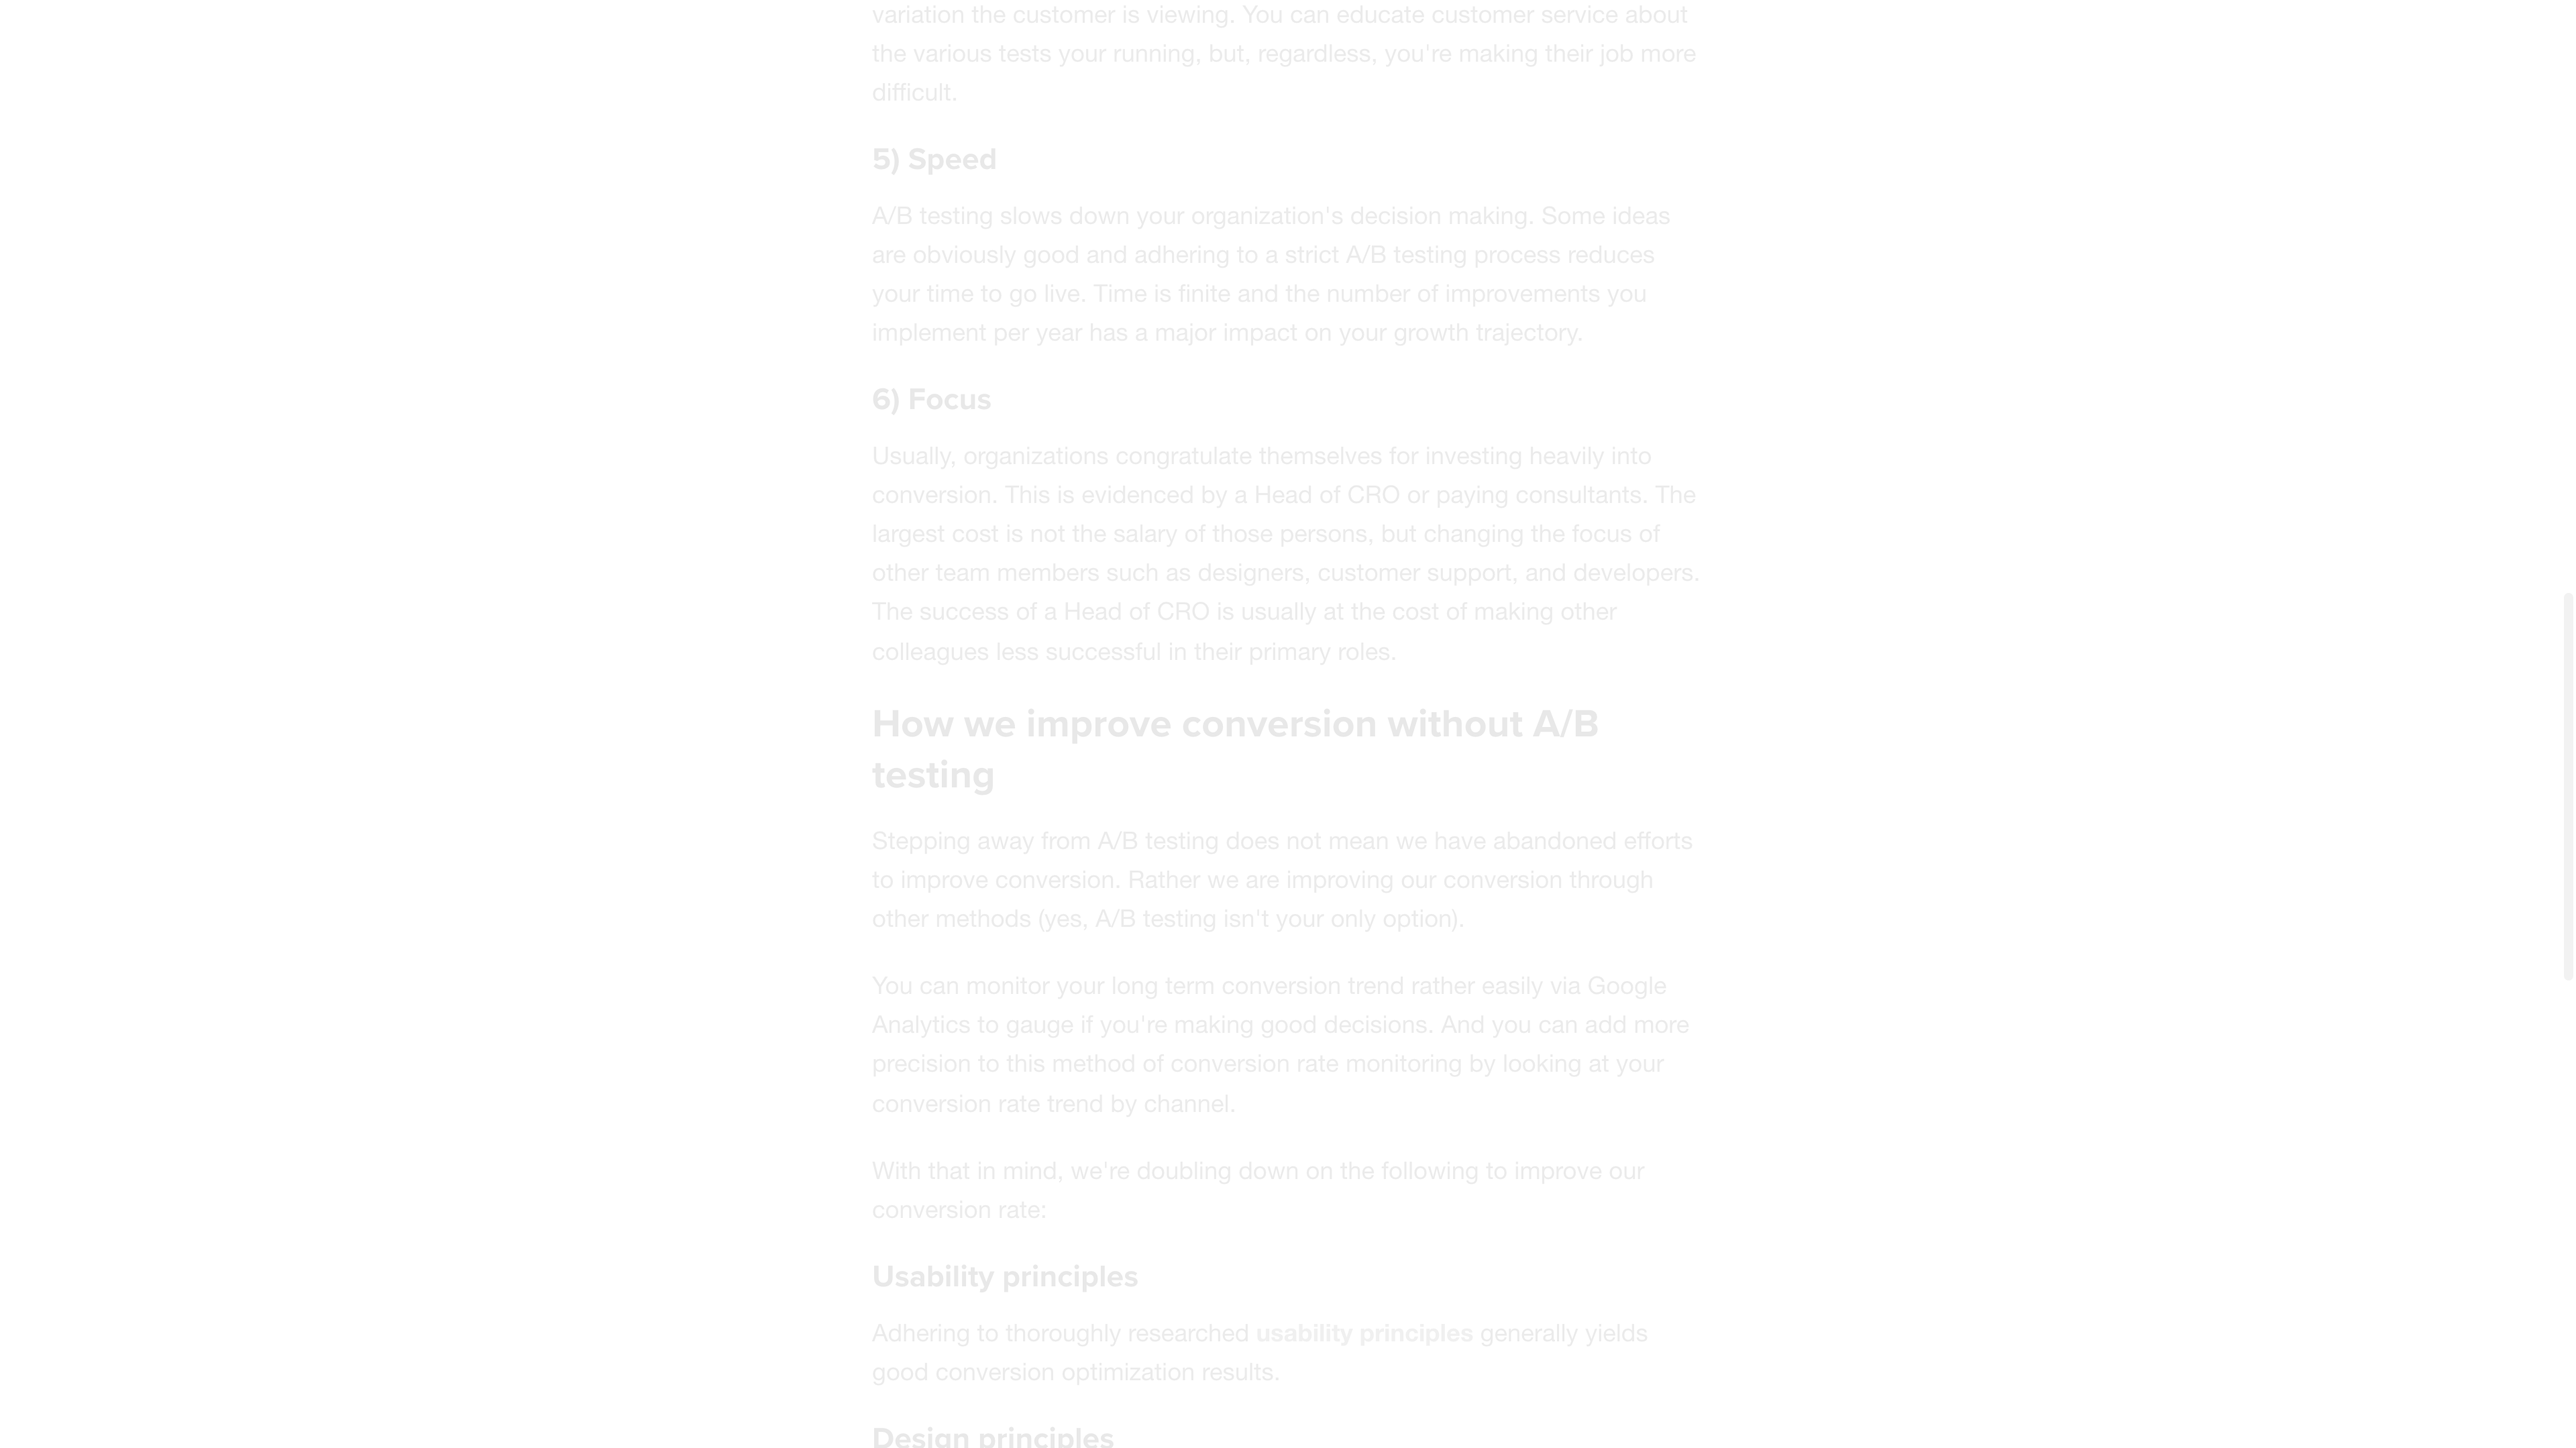 variation the customer is viewing. You can educate customer service about
the various tests your running, but, regardless, you're making their job more
difficult.
5) Speed
A/B testing slows down your organization's decision making. Some ideas
are obviously good and adhering to a strict A/B testing process reduces
your time to go live. Time is finite and the number of improvements you
implement per year has a major impact on your growth trajectory.
6) Focus
Usually, organizations congratulate themselves for investing heavily into
conversion. This is evidenced by a Head of CRO or paying consultants. The
largest cost is not the salary of those persons, but changing the focus of
other team members such as designers, customer support, and developers.
The success of a Head of CRO is usually at the cost of making other
colleagues less successful in their primary roles.
How we improve conversion without A/B
testing
Stepping away from A/B testing does not mean we have abandoned efforts
to improve conversion. Rather we are improving our conversion through
other methods (yes, A/B testing isn't your only option).
You can monitor your long term conversion trend rather easily via Google
Analytics to gauge if you're making good decisions. And you can add more
precision to this method of conversion rate monitoring by looking at your
conversion rate trend by channel.
With that in mind, we're doubling down on the following to improve our
conversion rate:
Usability principles
Adhering to thoroughly researched usability principles generally yields
good conversion optimization results.
Design principles